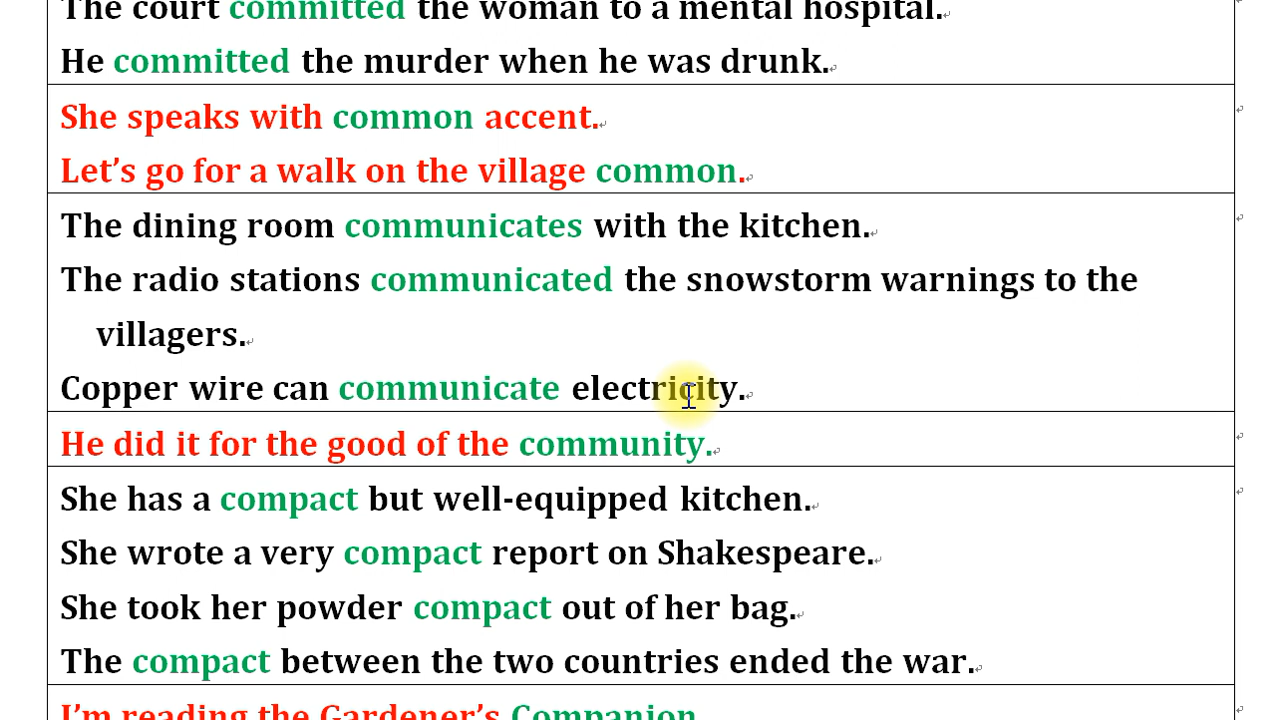 The court committed the woman to a mental hospital.
He committed the murder when he was drunk.
She speaks with common accent.
Let’s go for a walk on the village common.
The dining room communicates with the kitchen.
The radio stations communicated the snowstorm warnings to the
villagers.
Copper wire can communicate electricity.
He did it for the good of the community.
She has a compact but well-equipped kitchen.
She wrote a very compact report on Shakespeare.
She took her powder compact out of her bag.
The compact between the two countries ended the war.
I’m reading the Gardener’s Companion